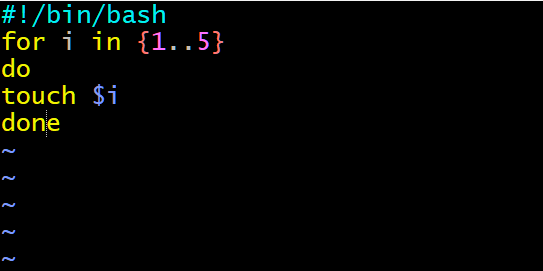 #!/bin/bash
for i in {1..5}
do
touch $i
done
~
~
~
~
~